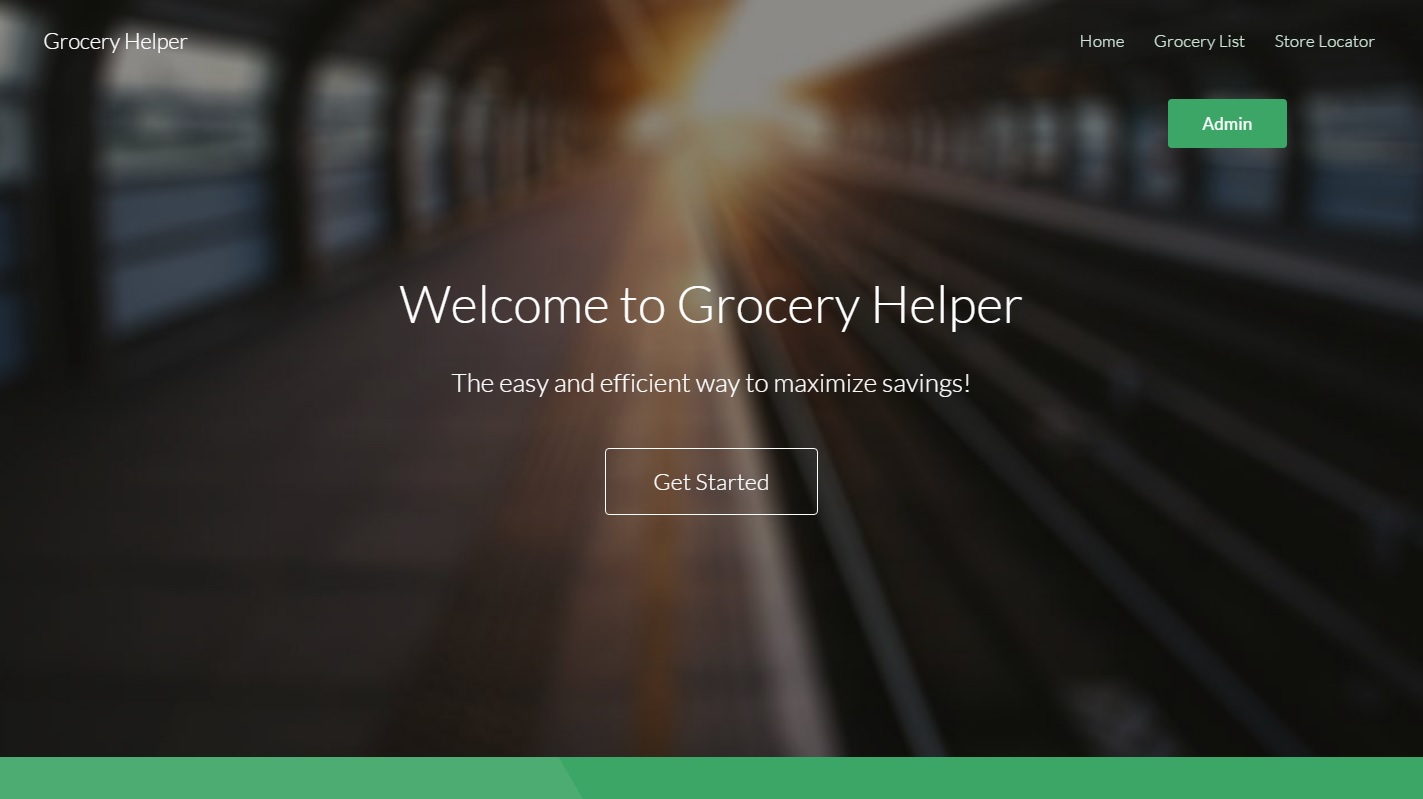 Grocery Helper
Home Grocery List Store Locator
Admin
Welcome to Grocery Helper
The easy and efficient way to maximize savings!
Get Started